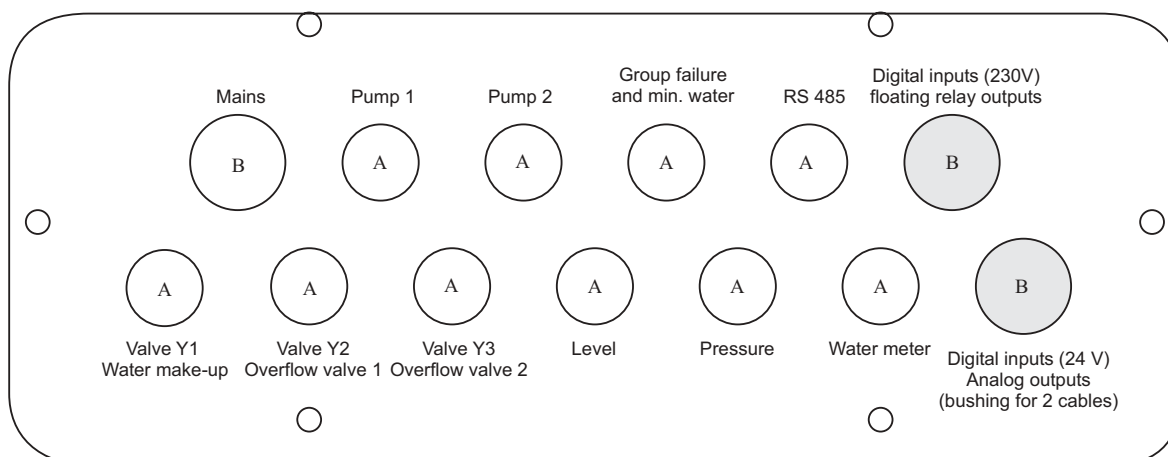 Mains
Pump 1
Pump 2
Group failure
and min. water
RS 485
Digital inputs (230V)
floating relay outputs
B
A
A
A
A
B
A
A
A
A
A
A
B
Valve Y1
Water make-up
Valve Y2
Overflow valve 1
Valve Y3
Overflow valve 2
Level
Pressure
Water meter
Digital inputs (24 V)
Analog outputs
(bushing for 2 cables)